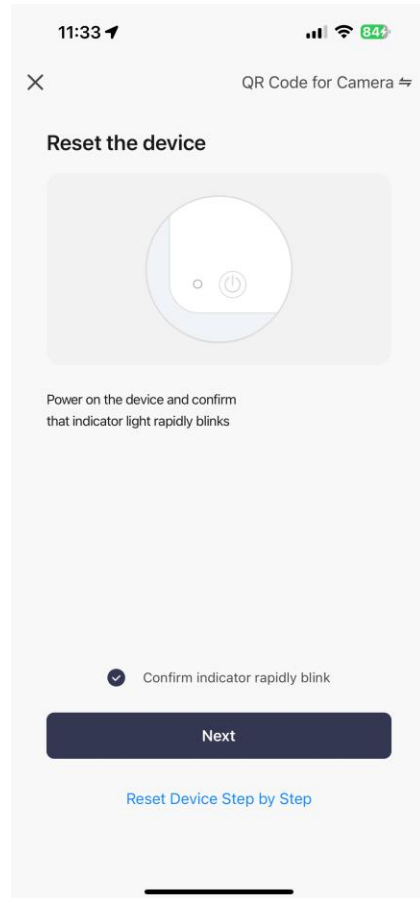 11:33
84
QR Code for Camera ⇋
Reset the device
Power on the device and confirm
that indicator light rapidly blinks
Confirm indicator rapidly blink
Next
Reset Device Step by Step